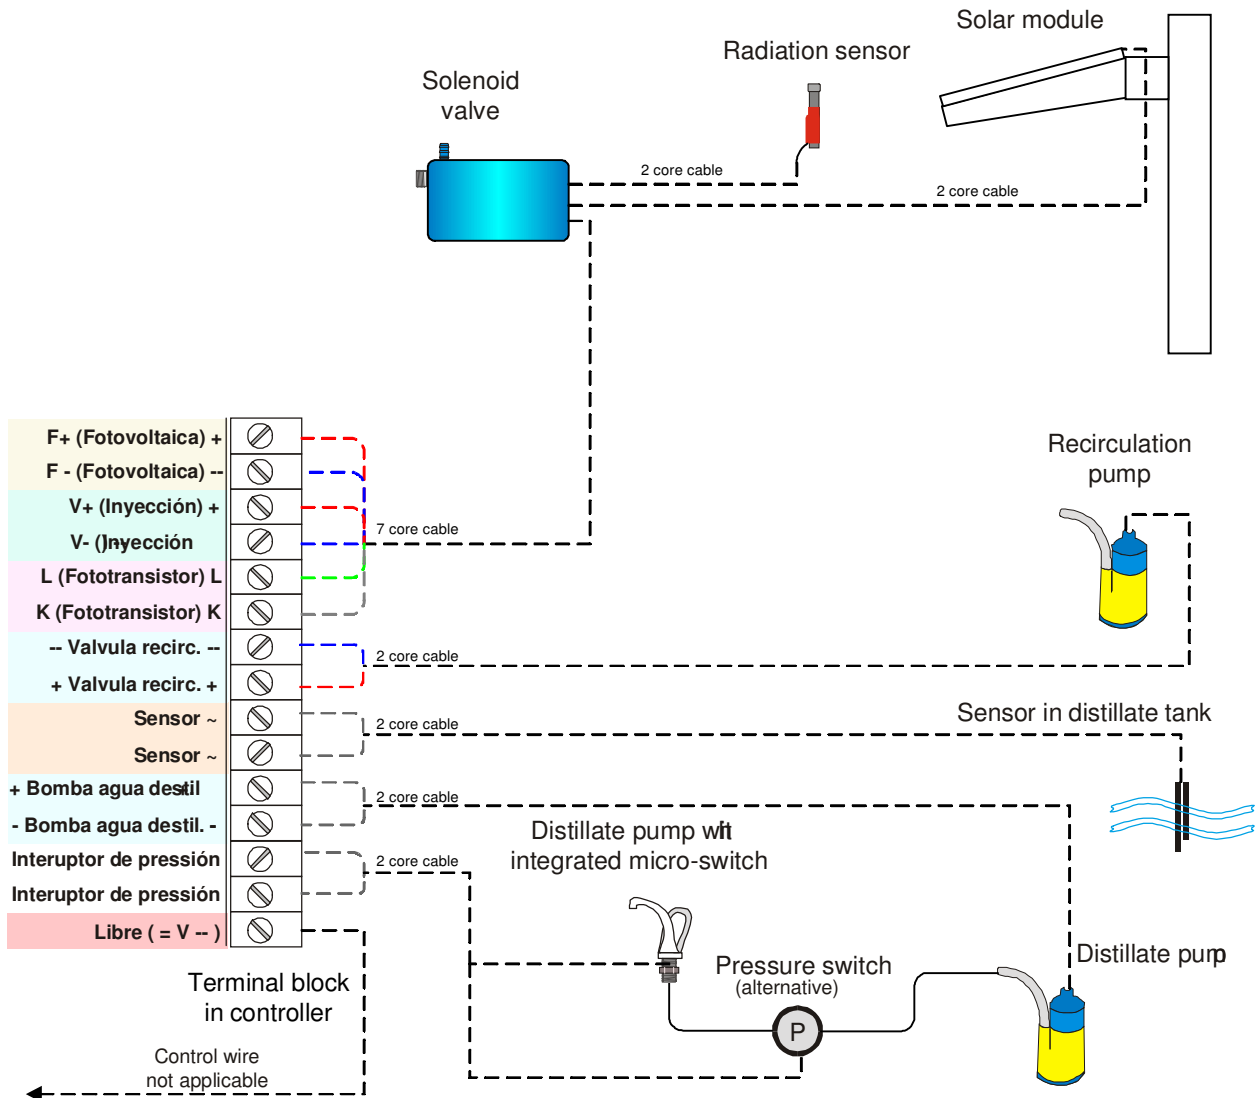 Solar module
Radiation sensor
Solenoid
valve
2 core cable
2 core cable
F+ (Fotovoltaica) +
F - (Fotovoltaica) --
V+ (Inyección) +
V- (Inyección) --
7 core cable
L (Fototransistor) L
K (Fototransistor) K
Recirculation
pump
-- Valvula recirc. --
+ Valvula recirc. +
2 core cable
Sensor ~
Sensor ~
2 core cable
Sensor in distillate tank
+ Bomba agua destil +
- Bomba agua destil. -
2 core cable
Distillate pump with
integrated micro-switch
Interuptor de pressión
Interuptor de pressión
2 core cable
Libre ( = V -- )
Terminal block
in controller
Pressure switch
(alternative)
P
Distillate pump
Control wire
not applicable